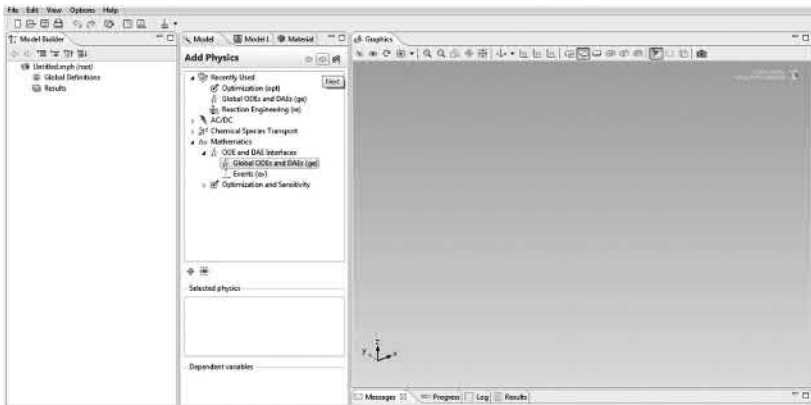 File Edit View Options Help
Model Builder
Untitled.mph (root)
Global Definitions
Results
Model
Model L
Material
Add Physics
Next
Recently Used
Optimization (opt)
Global ODEs and DAEs (ge)
Reaction Engineering (re)
AC/DC
Chemical Species Transport
Δu Mathematics
ODE and DAE Interfaces
Global ODEs and DAEs (ge)
Events (ev)
Optimization and Sensitivity
Selected physics
Dependent variables
Graphics
z
y
x
Messages
Progress
Log
Results